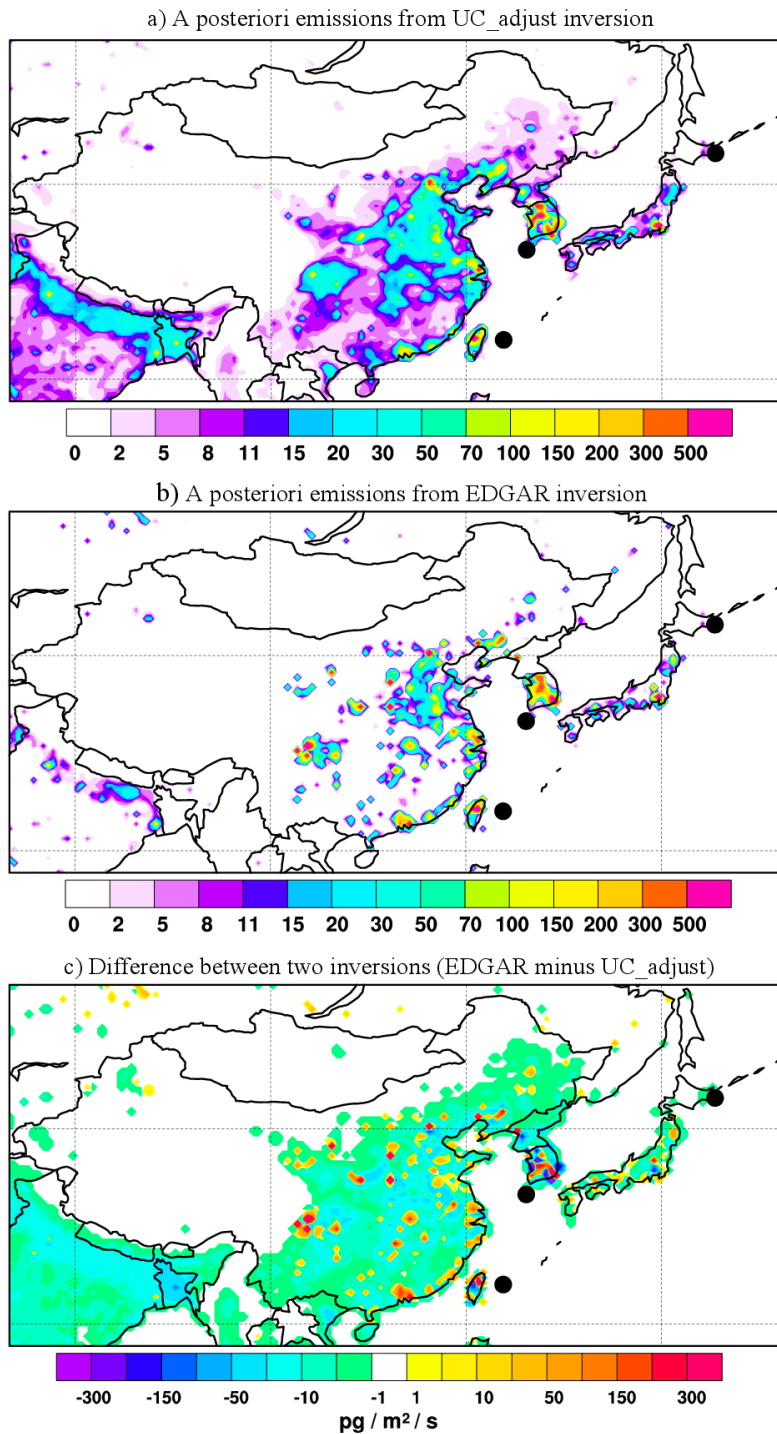 a) A posteriori emissions from UC_adjust inversion
0 2 5 8 11 15 20 30 50 70 100 150 200 300 500
b) A posteriori emissions from EDGAR inversion
0 2 5 8 11 15 20 30 50 70 100 150 200 300 500
c) Difference between two inversions (EDGAR minus UC_adjust)
-300 -150 -50 -10 -1 1 10 50 150 300
pg / m² / s